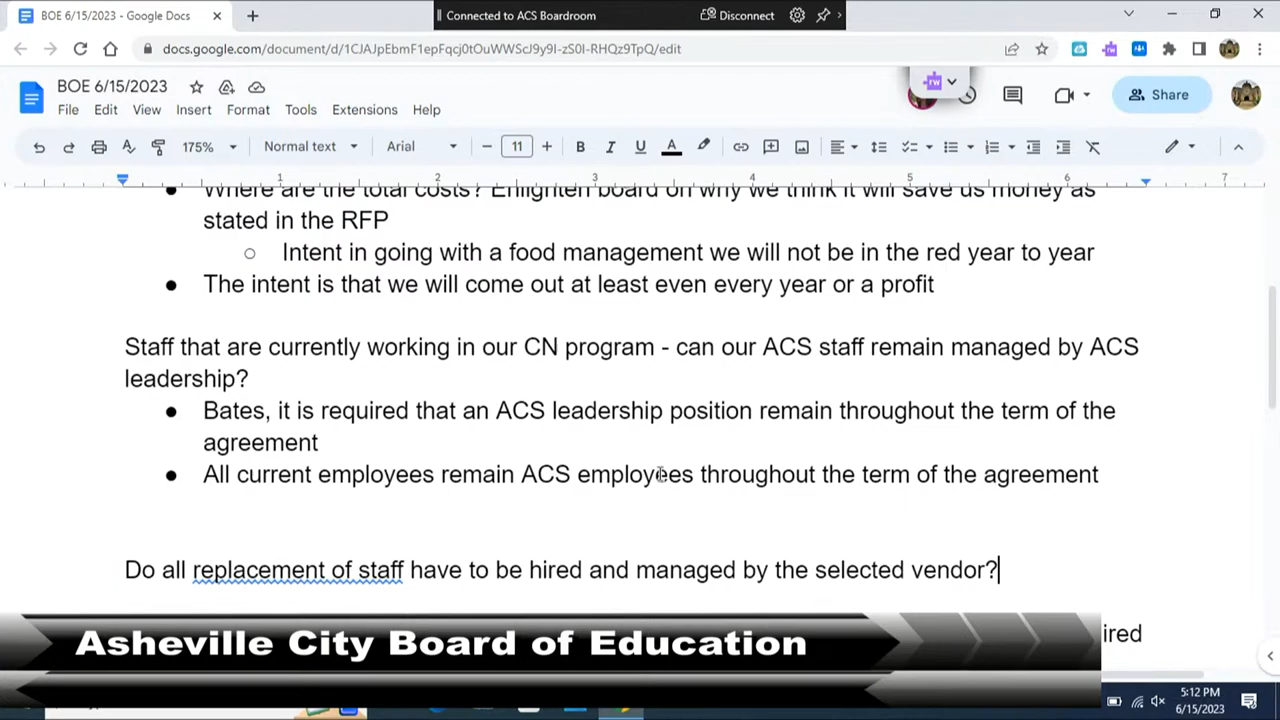 BOE 6/15/2023 - Google Docs
Connected to ACS Boardroom
Disconnect
docs.google.com/document/d/1CJAJpEbmF1epFqcj0tOuWWScJ9y9I-zS0I-RHQz9TpQ/edit
BOE 6/15/2023
File Edit View Insert Format Tools Extensions Help
rw
Share
175% Normal text Arial - 11 + B I U A
1 2 3 4 5 6 7
Where are the total costs? Enlighten board on why we think it will save us money as
stated in the RFP
Intent in going with a food management we will not be in the red year to year
The intent is that we will come out at least even every year or a profit
Staff that are currently working in our CN program - can our ACS staff remain managed by ACS
leadership?
Bates, it is required that an ACS leadership position remain throughout the term of the
agreement
All current employees remain ACS employees throughout the term of the agreement
Do all replacement of staff have to be hired and managed by the selected vendor?
ired
Asheville City Board of Education
5:12 PM
6/15/2023